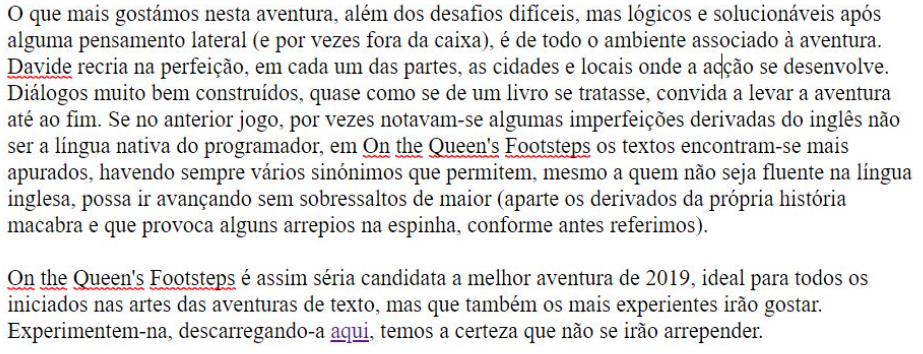 O que mais gostámos nesta aventura, além dos desafios difíceis, mas lógicos e solucionáveis após
alguma pensamento lateral (e por vezes fora da caixa), é de todo o ambiente associado à aventura.
Davide recria na perfeição, em cada um das partes, as cidades e locais onde a acção se desenvolve.
Diálogos muito bem construídos, quase como se de um livro se tratasse, convida a levar a aventura
até ao fim. Se no anterior jogo, por vezes notavam-se algumas imperfeições derivadas do inglês não
ser a língua nativa do programador, em On the Queen's Footsteps os textos encontram-se mais
apurados, havendo sempre vários sinónimos que permitem, mesmo a quem não seja fluente na língua
inglesa, possa ir avançando sem sobressaltos de maior (aparte os derivados da própria história
macabra e que provoca alguns arrepios na espinha, conforme antes referimos).

On the Queen's Footsteps é assim séria candidata a melhor aventura de 2019, ideal para todos os
iniciados nas artes das aventuras de texto, mas que também os mais experientes irão gostar.
Experimentem-na, descarregando-a aqui, temos a certeza que não se irão arrepender.